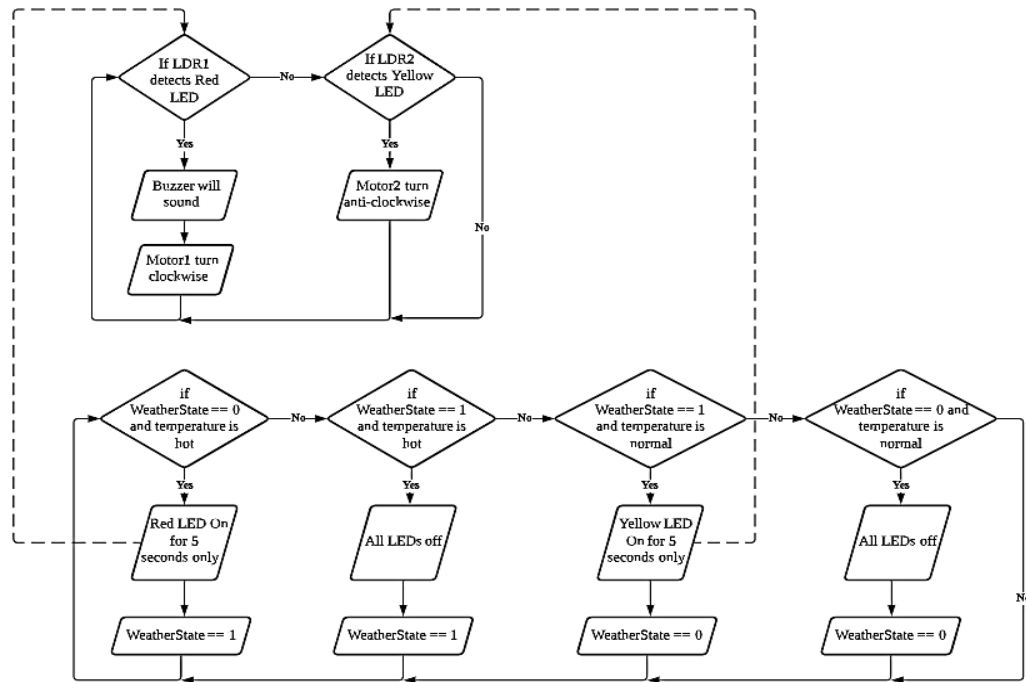 If LDR1
detects Red
LED
No
If LDR2
detects Yellow
LED
Yes
Yes
Buzzer will
sound
Motor2 turn
anti-clockwise
No
Motor1 turn
clockwise
if
WeatherState == 0
and temperature is
hot
No
if
WeatherState == 1
and temperature is
hot
No
if
WeatherState == 1
and temperature is
normal
No
if
WeatherState == 0 and
temperature is
normal
Yes
Yes
Yes
Yes
Red LED On
for 5
seconds only
All LEDs off
Yellow LED
On for 5
seconds only
All LEDs off
No
WeatherState == 1
WeatherState == 1
WeatherState == 0
WeatherState == 0